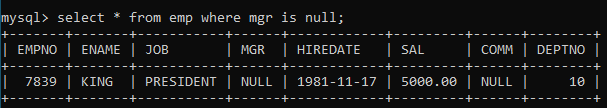 mysql> select * from emp where mgr is null;
+-------+-------+-----------+------+------------+---------+------+--------+
| EMPNO | ENAME | JOB       | MGR  | HIREDATE   | SAL     | COMM | DEPTNO |
+-------+-------+-----------+------+------------+---------+------+--------+
|  7839 | KING  | PRESIDENT | NULL | 1981-11-17 | 5000.00 | NULL |     10 |
+-------+-------+-----------+------+------------+---------+------+--------+